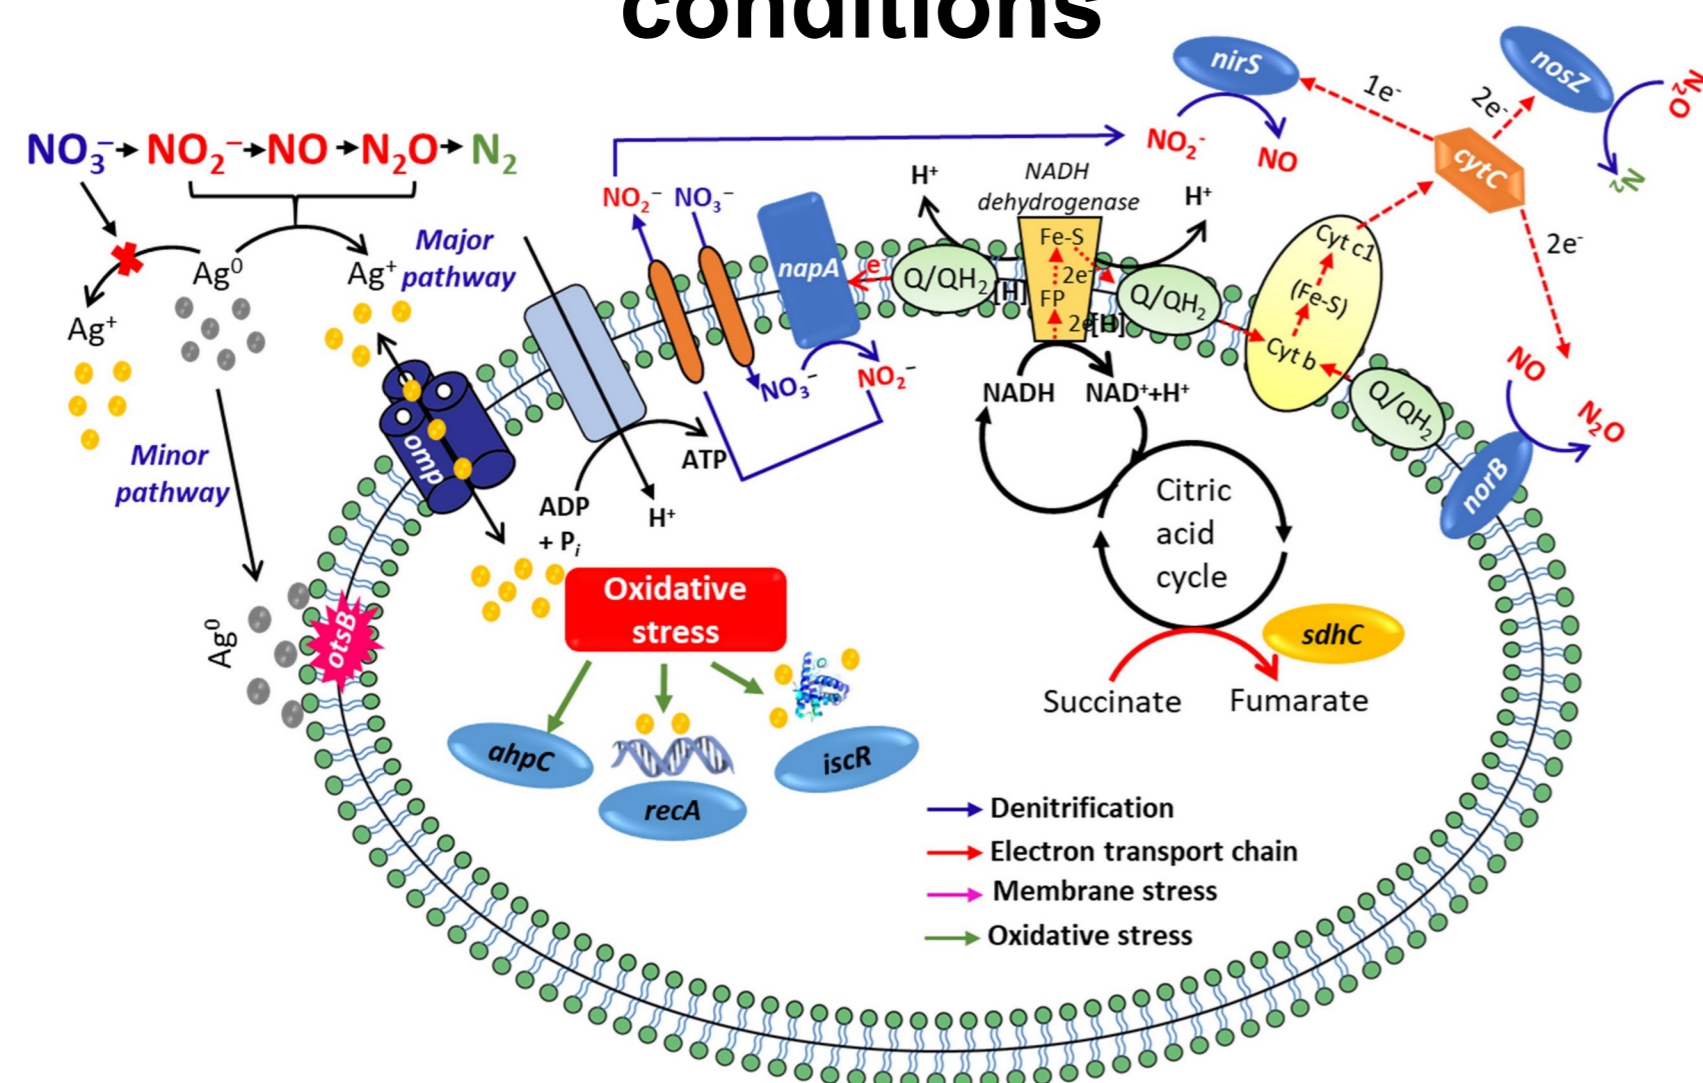 conditions
NO₃⁻ → NO₂⁻ → NO → N₂O → N₂
Ag⁰
Ag⁺
Major
pathway
Ag⁺
Minor
pathway
Ag⁰
omp
otsB
NO₂⁻
NO₃⁻
napA
NO₃⁻
NO₂⁻
e⁻
ADP
+ Pᵢ
ATP
H⁺
H⁺
Q/QH₂
[H]
NADH
dehydrogenase
Fe-S
2e⁻
FP
2e
[H]
H⁺
Q/QH₂
NADH
NAD⁺+H⁺
Citric
acid
cycle
Succinate
Fumarate
sdhC
nirS
NO₂⁻
NO
1e⁻
2e⁻
nosZ
N₂O
N₂
cytC
2e⁻
Cyt c1
(Fe-S)
Cyt b
Q/QH₂
NO
N₂O
norB
Oxidative
stress
ahpC
recA
iscR
Denitrification
Electron transport chain
Membrane stress
Oxidative stress